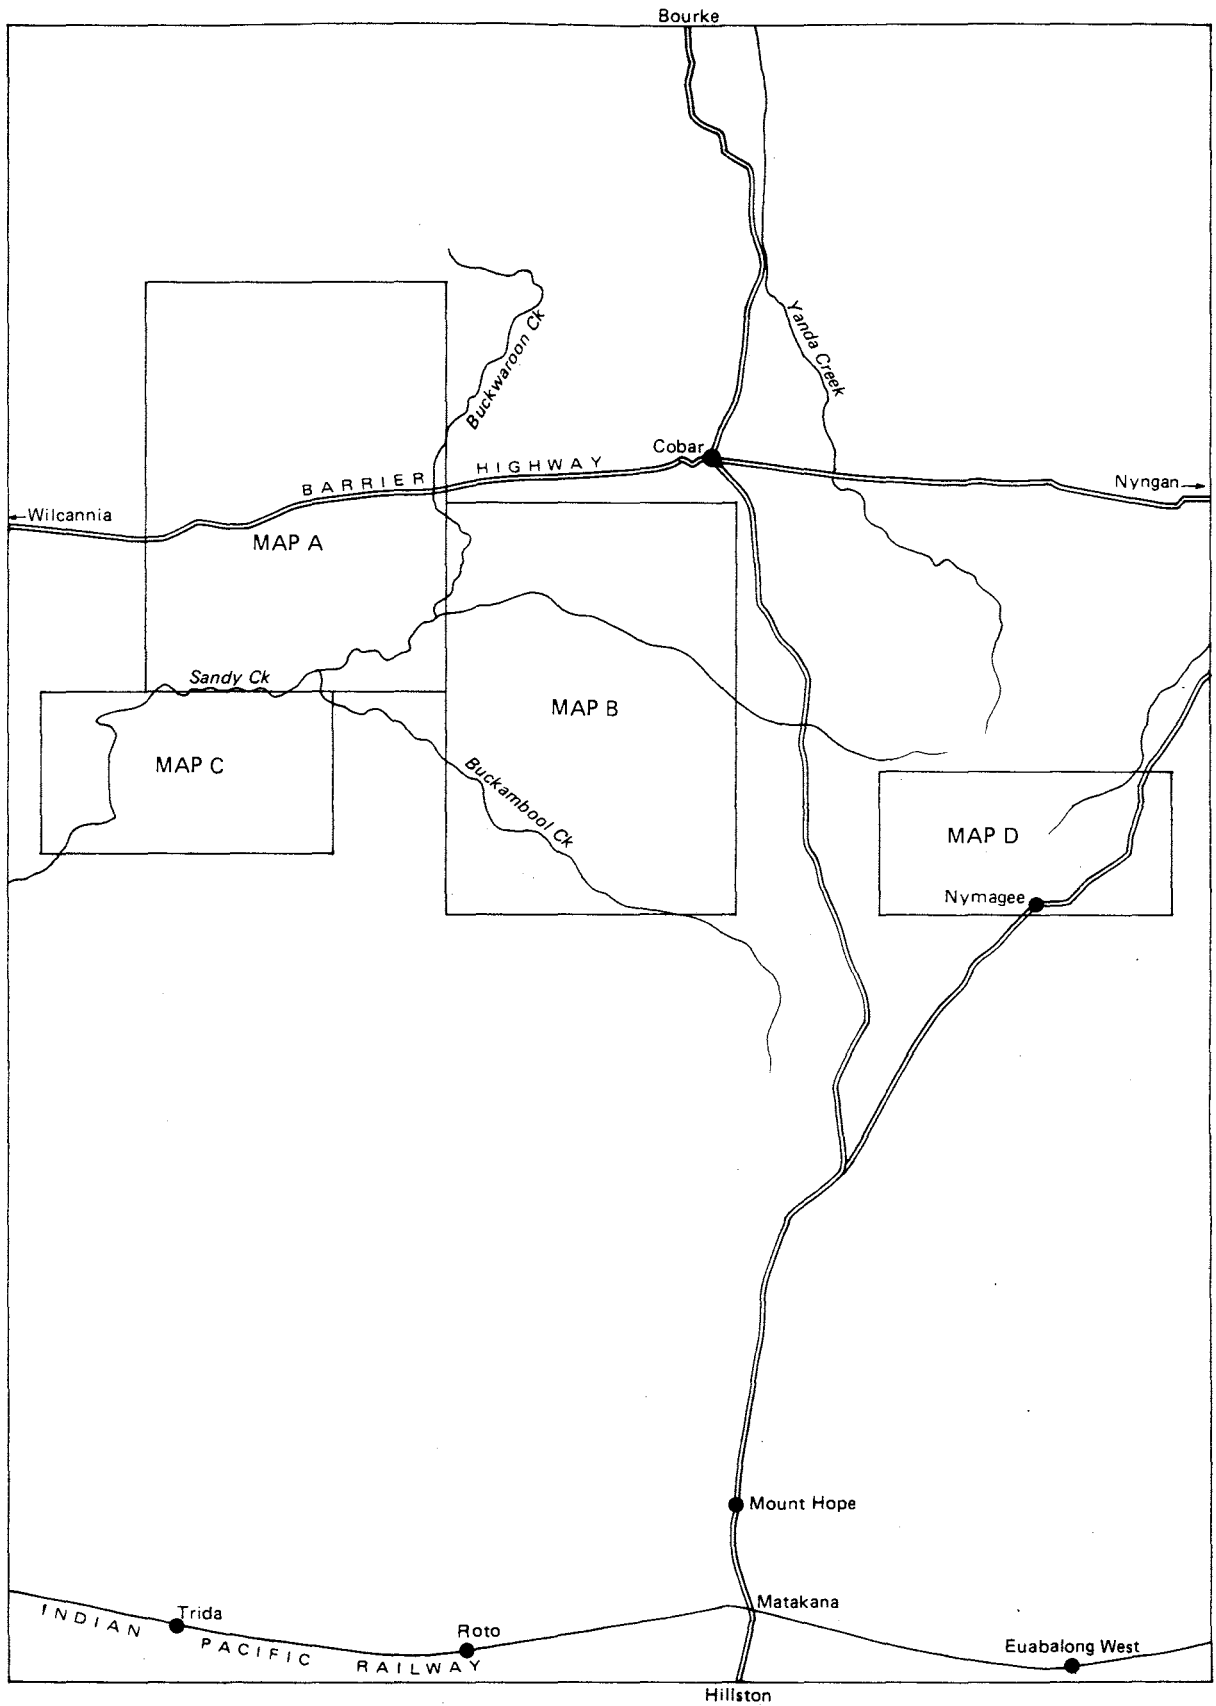 Bourke
Buckwaroon Ck
Yanda Creek
Cobar
BARRIER HIGHWAY
Nyngan
Wilcannia
MAP A
Sandy Ck
MAP B
MAP C
Buckambool Ck
MAP D
Nymagee
Mount Hope
Matakana
Trida
INDIAN PACIFIC RAILWAY
Roto
Euabalong West
Hillston